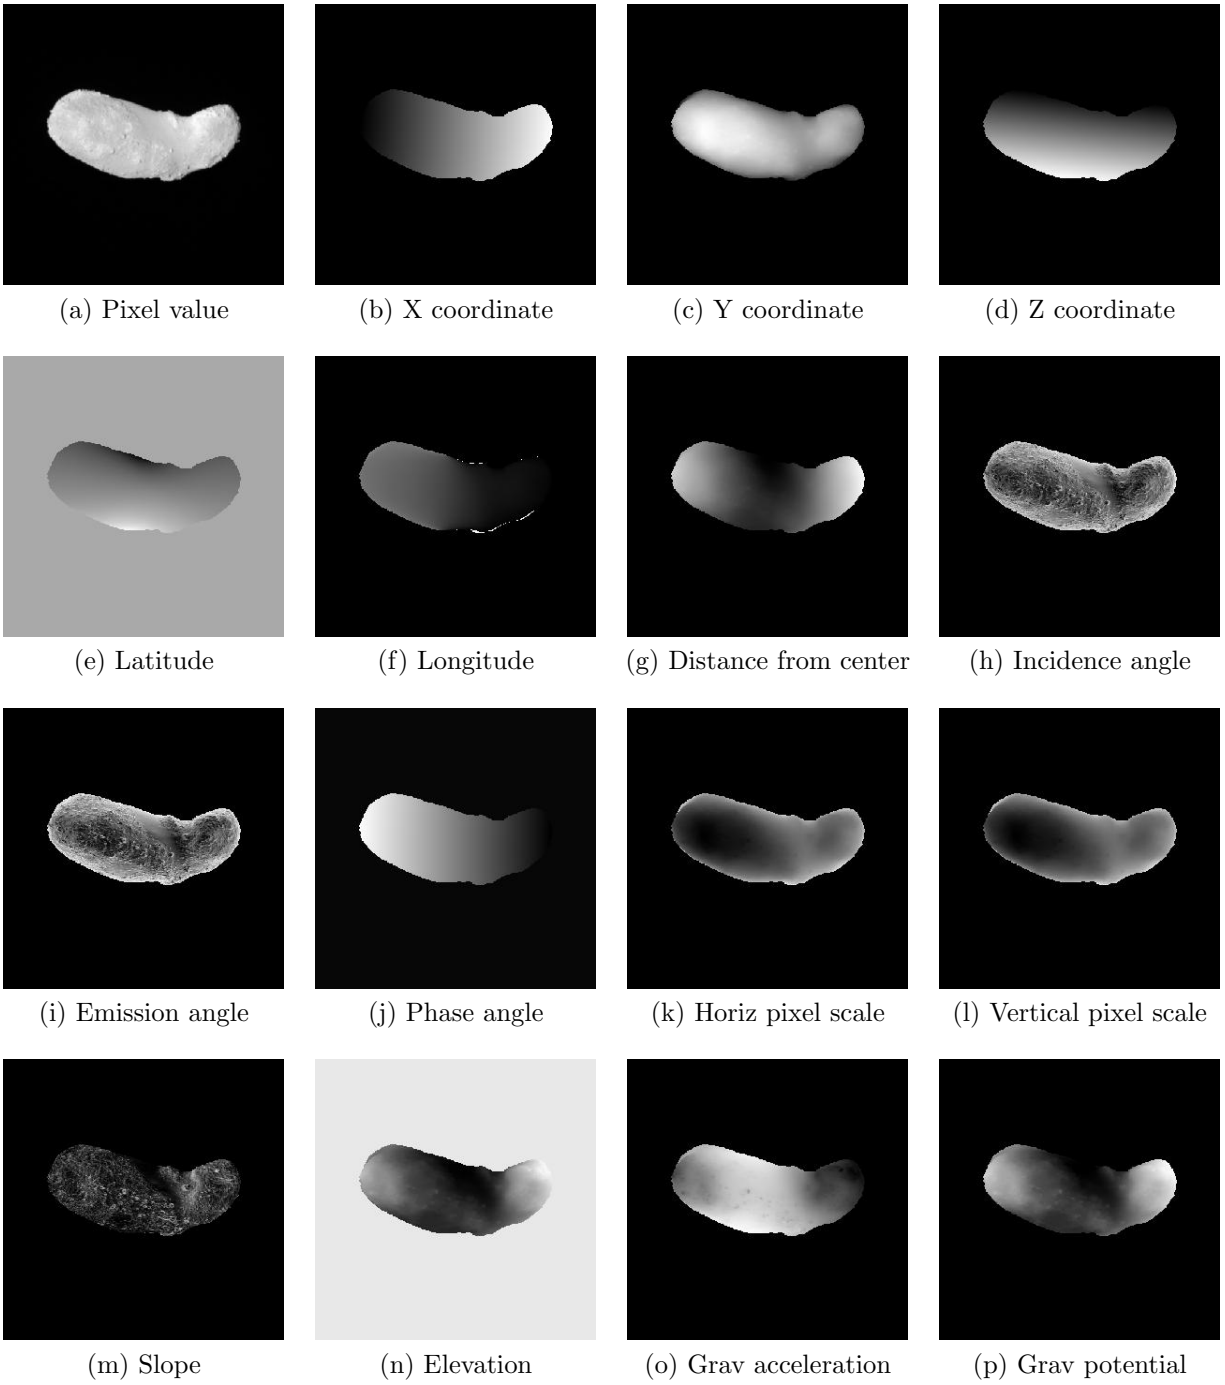 (a) Pixel value
(b) X coordinate
(c) Y coordinate
(d) Z coordinate
(e) Latitude
(f) Longitude
(g) Distance from center
(h) Incidence angle
(i) Emission angle
(j) Phase angle
(k) Horiz pixel scale
(l) Vertical pixel scale
(m) Slope
(n) Elevation
(o) Grav acceleration
(p) Grav potential